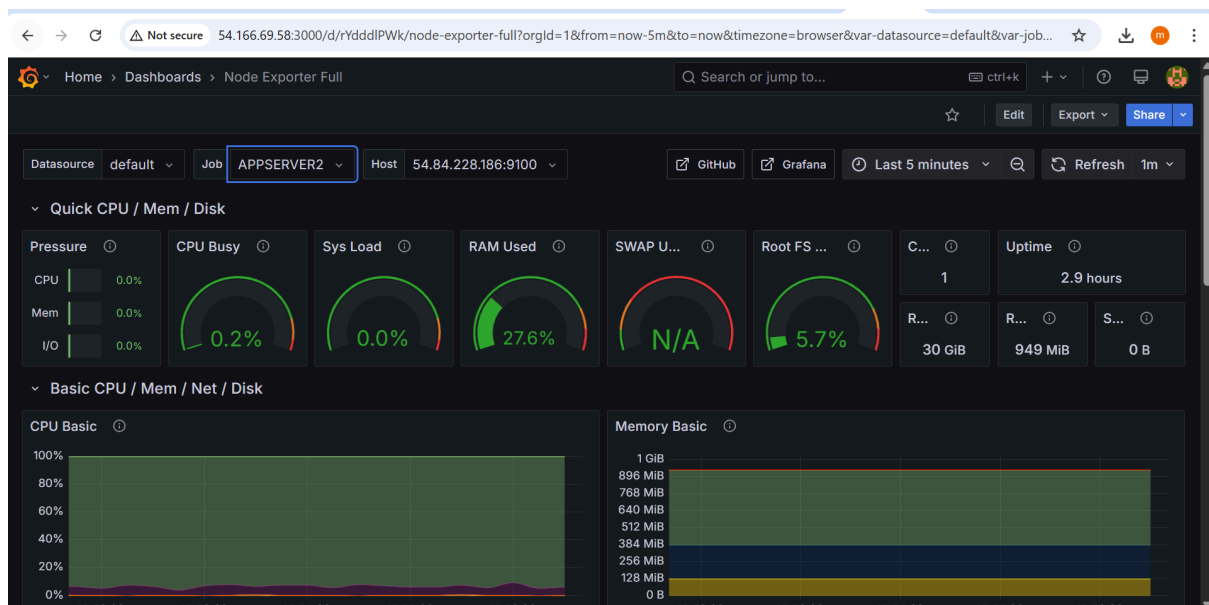 Not secure 54.166.69.58:3000/d/rYdddlPWk/node-exporter-full?orgId=1&from=now-5m&to=now&timezone=browser&var-datasource=default&var-job...
m
Home › Dashboards › Node Exporter Full
Search or jump to...
ctrl+k
Edit
Export
Share
Datasource default
Job APPSERVER2
Host 54.84.228.186:9100
GitHub
Grafana
Last 5 minutes
Refresh 1m
Quick CPU / Mem / Disk
Pressure
CPU 0.0%
Mem 0.0%
I/O 0.0%
CPU Busy
0.2%
Sys Load
0.0%
RAM Used
27.6%
SWAP U...
N/A
Root FS ...
5.7%
C...
1
Uptime
2.9 hours
R...
30 GiB
R...
949 MiB
S...
0 B
Basic CPU / Mem / Net / Disk
CPU Basic
100%
80%
60%
40%
20%
0%
Memory Basic
1 GiB
896 MiB
768 MiB
640 MiB
512 MiB
384 MiB
256 MiB
128 MiB
0 B